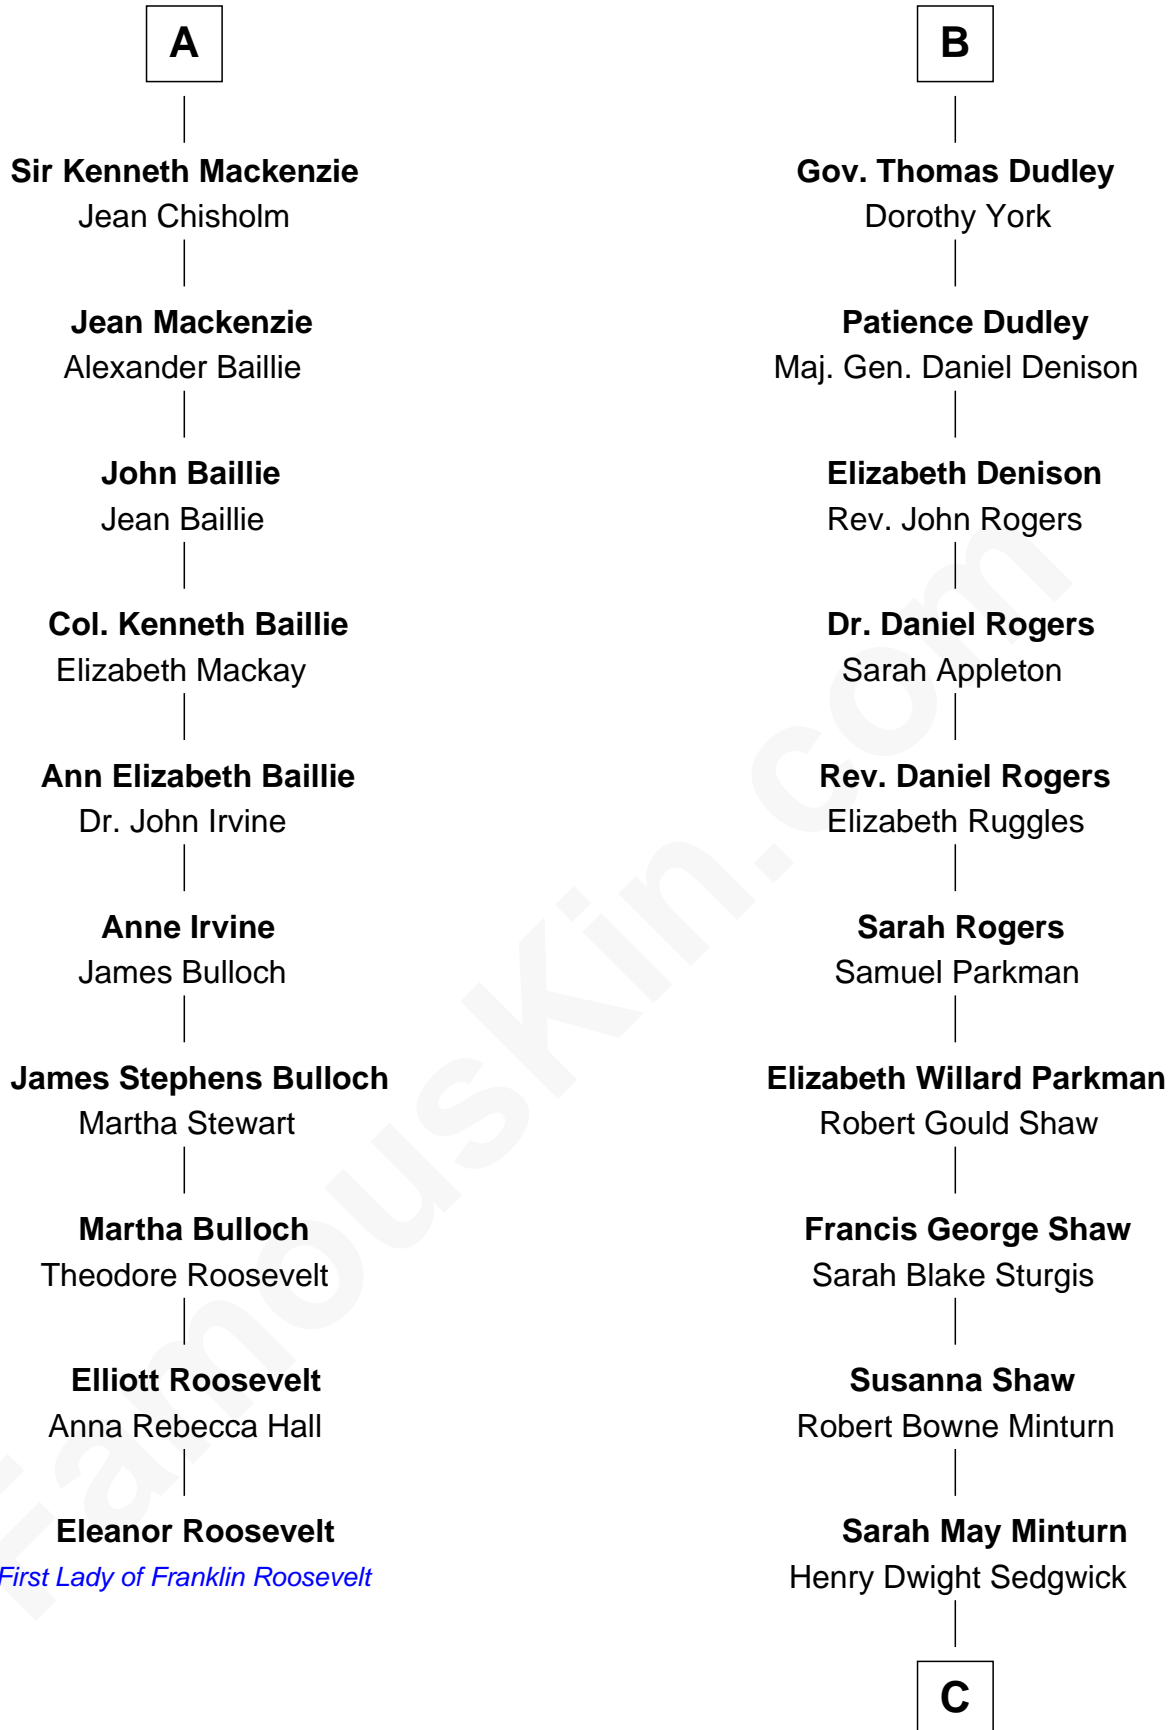 A
Sir Kenneth Mackenzie
Jean Chisholm
Jean Mackenzie
Alexander Baillie
John Baillie
Jean Baillie
Col. Kenneth Baillie
Elizabeth Mackay
Ann Elizabeth Baillie
Dr. John Irvine
Anne Irvine
James Bulloch
James Stephens Bulloch
Martha Stewart
Martha Bulloch
Theodore Roosevelt
Elliott Roosevelt
Anna Rebecca Hall
Eleanor Roosevelt
First Lady of Franklin Roosevelt
B
Gov. Thomas Dudley
Dorothy York
Patience Dudley
Maj. Gen. Daniel Denison
Elizabeth Denison
Rev. John Rogers
Dr. Daniel Rogers
Sarah Appleton
Rev. Daniel Rogers
Elizabeth Ruggles
Sarah Rogers
Samuel Parkman
Elizabeth Willard Parkman
Robert Gould Shaw
Francis George Shaw
Sarah Blake Sturgis
Susanna Shaw
Robert Bowne Minturn
Sarah May Minturn
Henry Dwight Sedgwick
C
FamousKin.com